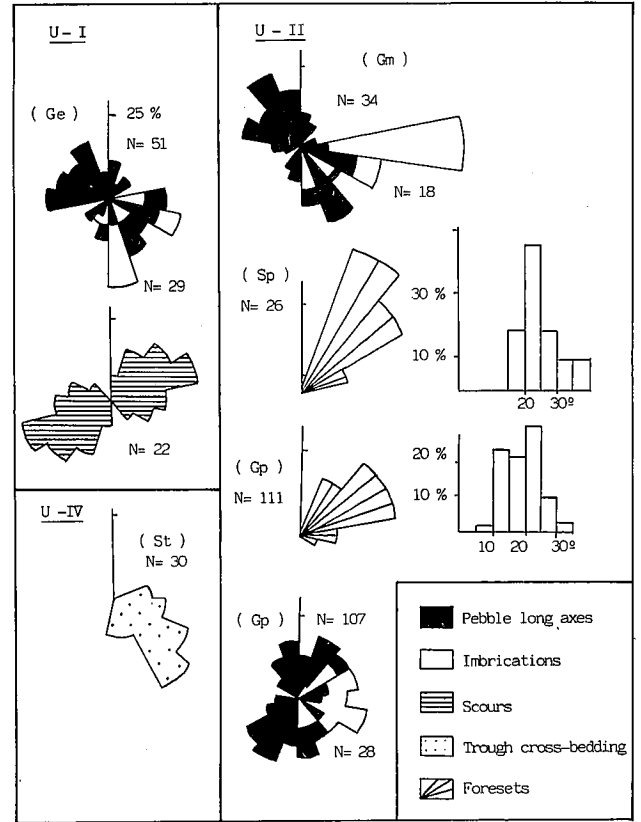 U - I
( Ge )
25 %
N= 51
N= 29
N= 22
U -IV
( St )
N= 30
U - II
( Gm )
N= 34
N= 18
( Sp )
N= 26
30 %
10 %
20
30º
( Gp )
N= 111
20 %
10 %
10
20
30º
(Gp )
N= 107
N= 28
Pebble long axes
Imbrications
Scours
Trough cross-bedding
Foresets